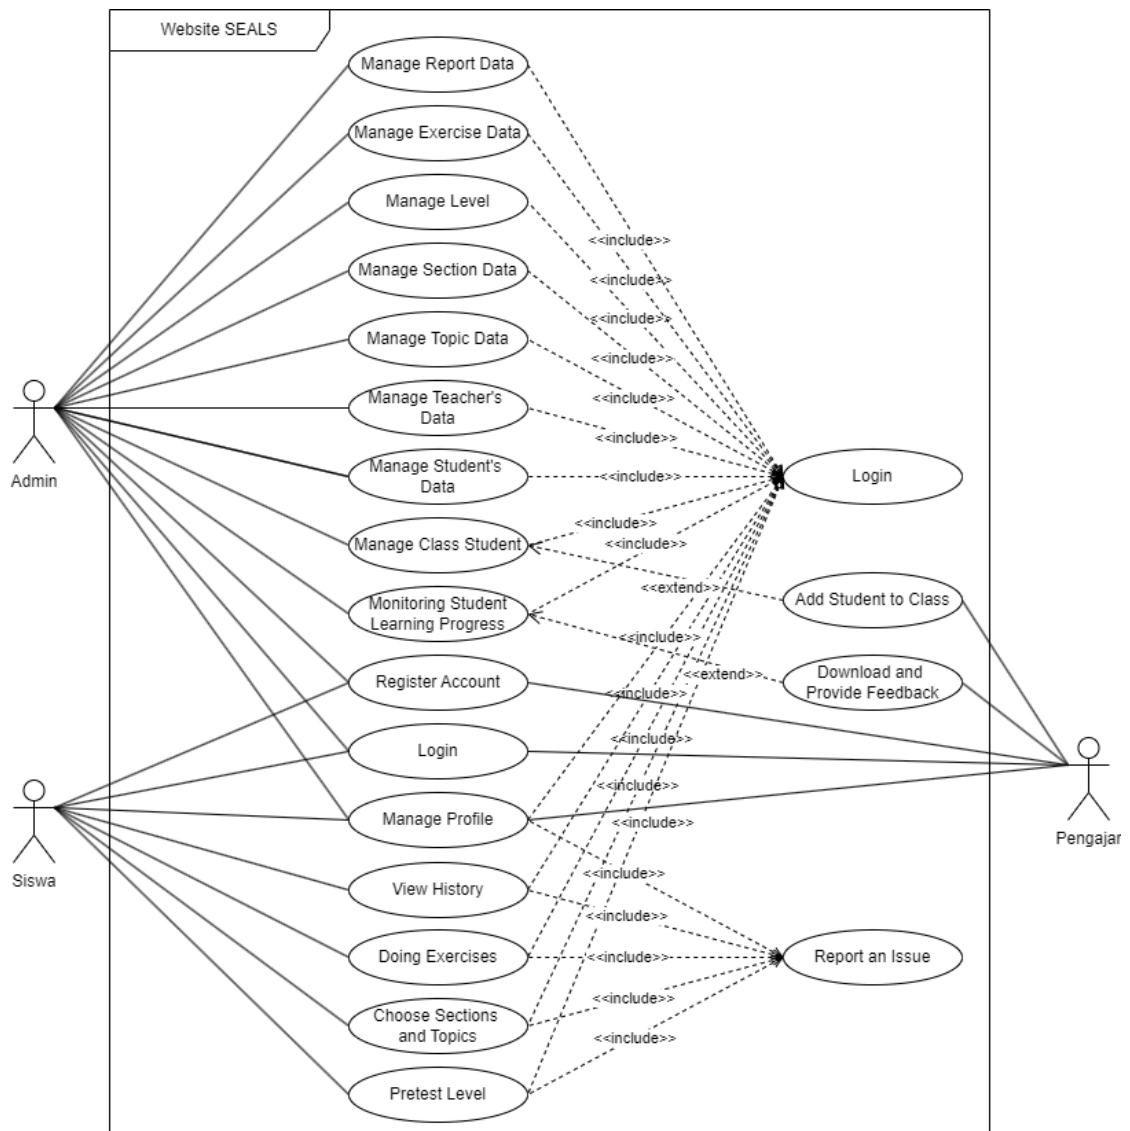 Website SEALS
Manage Report Data
Manage Exercise Data
Manage Level
<<include>>
Manage Section Data
<<include>>
<<include>>
Manage Topic Data
<<include>>
Manage Teacher's
Data
<<include>>
<<include>>
Admin
Manage Student's
Data
<<include>>
Login
<<include>>
Manage Class Student
<<include>>
<<extend>>
Add Student to Class
Monitoring Student
Learning Progress
<<include>>
<<extend>>
Download and
Provide Feedback
Register Account
<<include>>
Login
<<include>>
<<include>>
Manage Profile
<<include>>
Pengajar
Siswa
<<include>>
View History
<<include>>
Doing Exercises
<<include>>
Report an Issue
<<include>>
Choose Sections
and Topics
<<include>>
Pretest Level